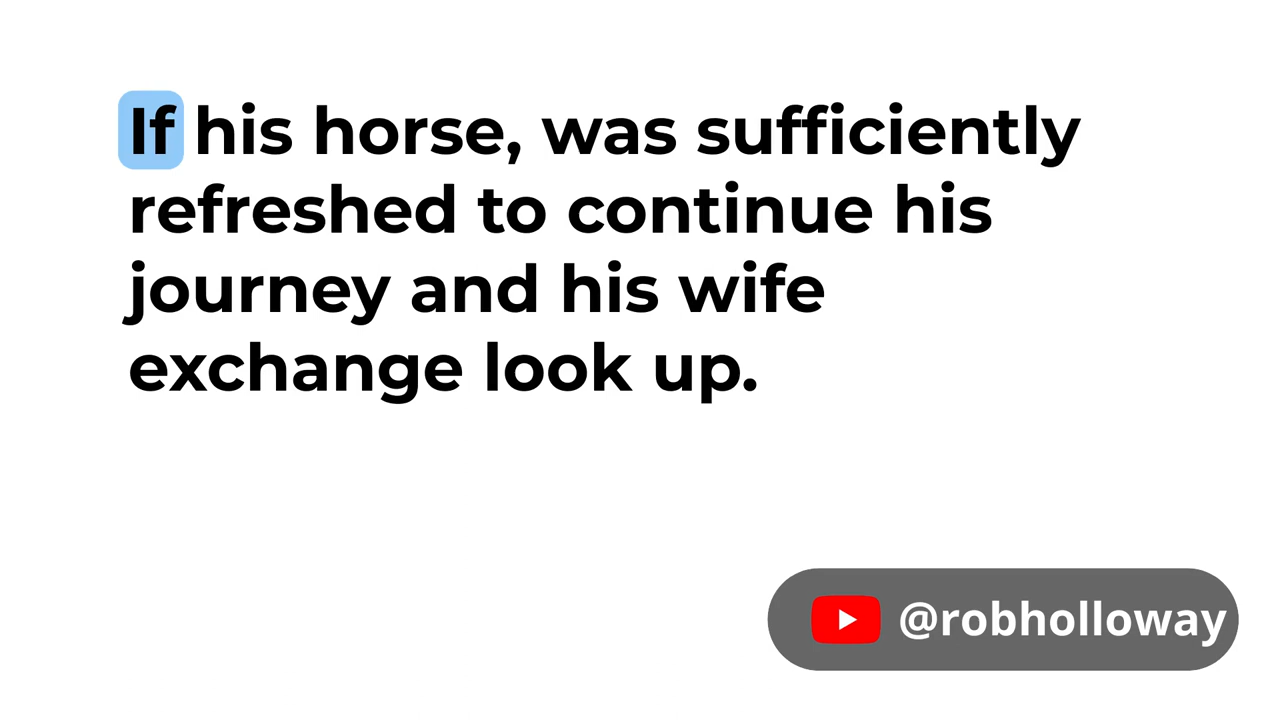 If his horse, was sufficiently
refreshed to continue his
journey and his wife
exchange look up.
@robholloway